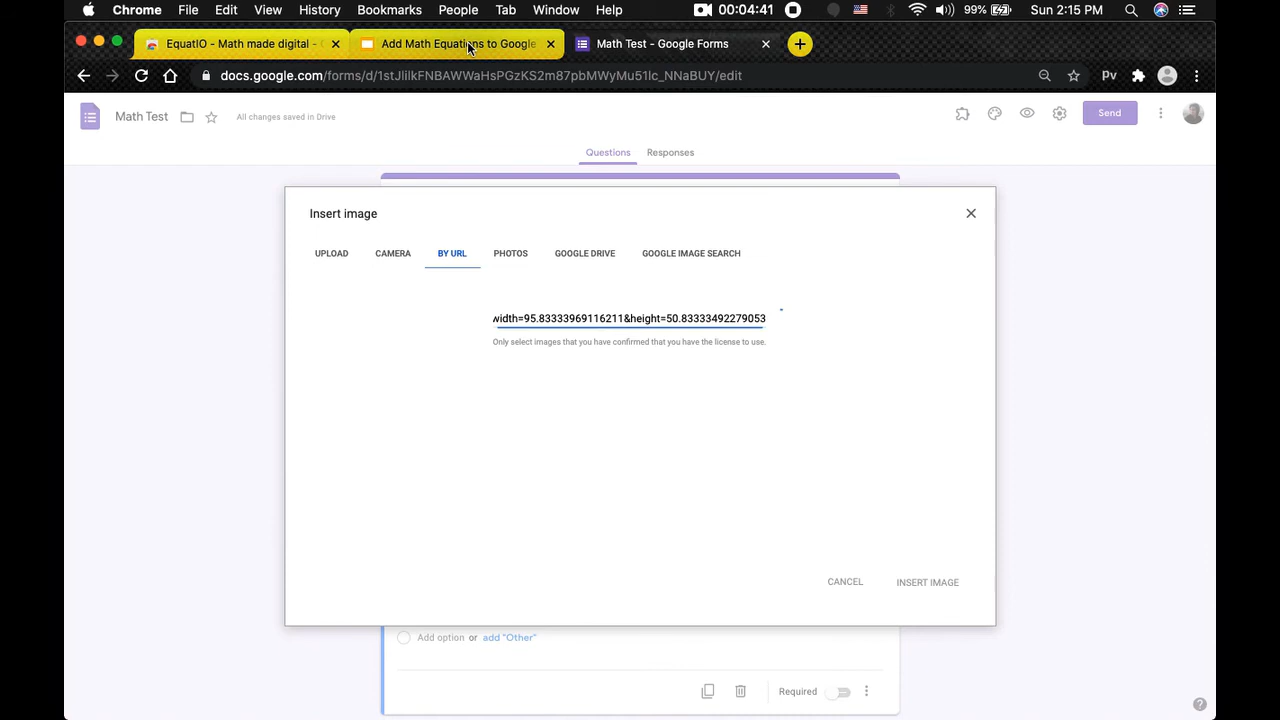 Chrome File Edit View History Bookmarks People Tab Window Help 00:04:41 99% Sun 2:15 PM
EquatIO - Math made digital - Add Math Equations to Google Math Test - Google Forms
docs.google.com/forms/d/1stJlilkFNBAWWaHsPGzKS2m87pbMWyMu51lc_NNaBUY/edit Pv
Math Test All changes saved in Drive Send
Questions Responses
Insert image
UPLOAD CAMERA BY URL PHOTOS GOOGLE DRIVE GOOGLE IMAGE SEARCH
width=95.83333969116211&height=50.83333492279053
Only select images that you have confirmed that you have the license to use.
CANCEL INSERT IMAGE
Add option or add "Other"
Required